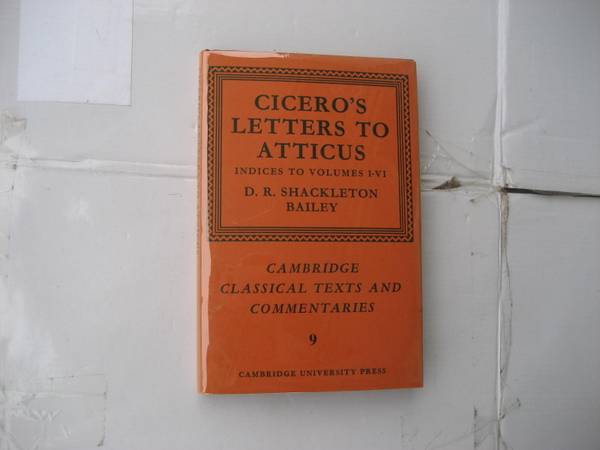 CICERO'S
LETTERS TO
ATTICUS
INDICES TO VOLUMES I-VI
D. R. SHACKLETON
BAILEY
CAMBRIDGE
CLASSICAL TEXTS AND
COMMENTARIES
9
CAMBRIDGE UNIVERSITY PRESS